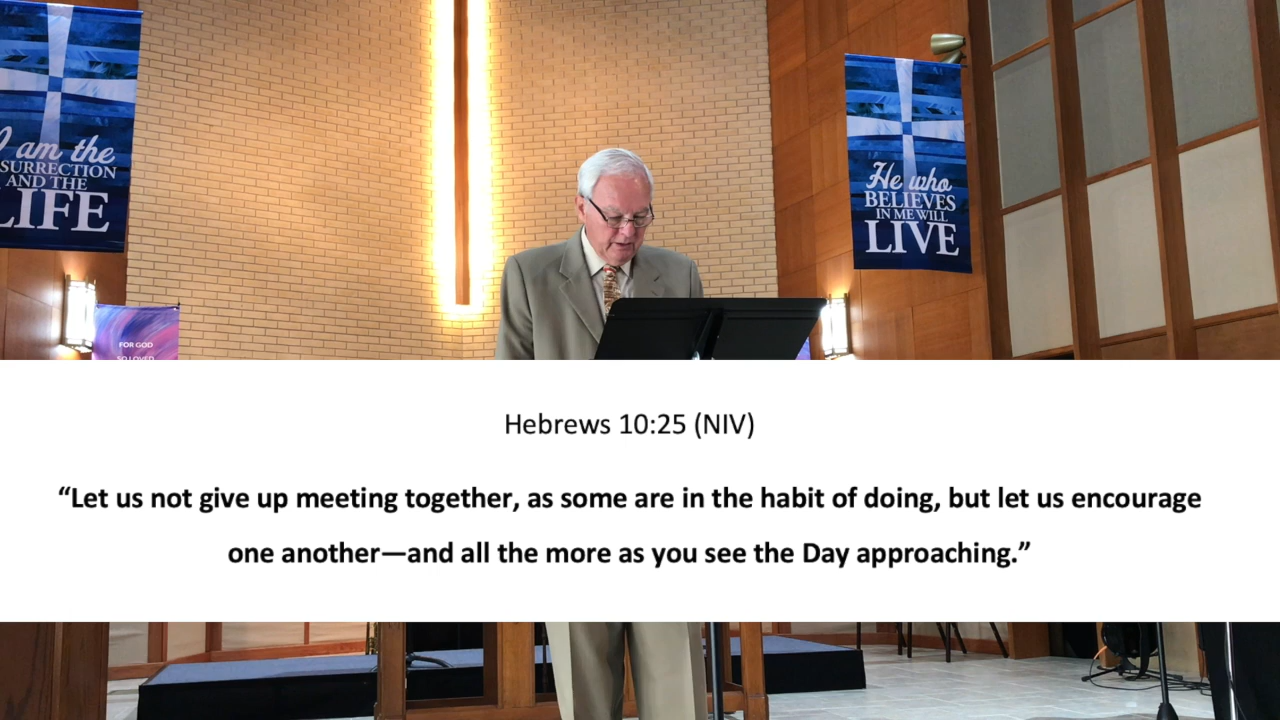 I am the
SURRECTION
AND THE
LIFE
He who
BELIEVES
IN ME WILL
LIVE
FOR GOD
SO LOVED
Hebrews 10:25 (NIV)
“Let us not give up meeting together, as some are in the habit of doing, but let us encourage
one another—and all the more as you see the Day approaching.”